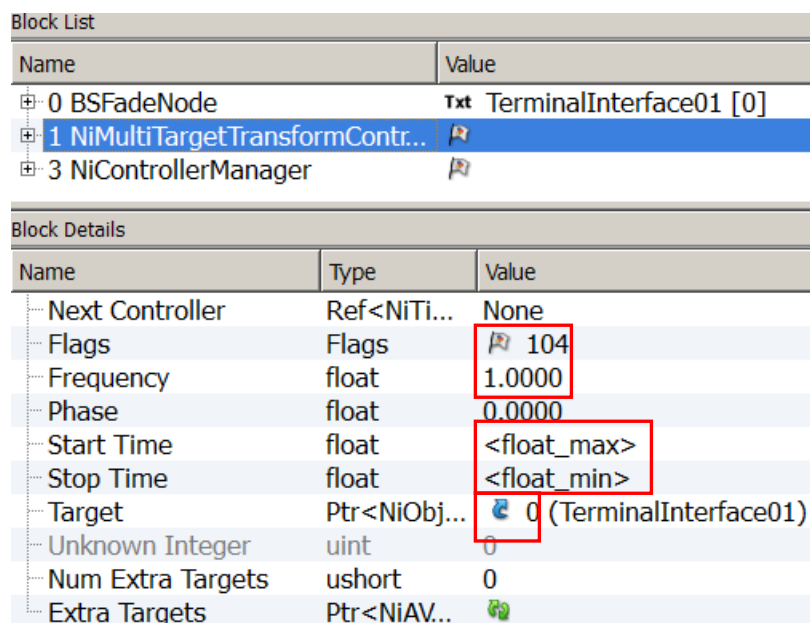 Block List
Name Value
0 BSFadeNode Txt TerminalInterface01 [0]
1 NiMultiTargetTransformContr...
3 NiControllerManager
Block Details
Name Type Value
Next Controller Ref<NiTi... None
Flags Flags 104
Frequency float 1.0000
Phase float 0.0000
Start Time float <float_max>
Stop Time float <float_min>
Target Ptr<NiObj... 0 (TerminalInterface01)
Unknown Integer uint 0
Num Extra Targets ushort 0
Extra Targets Ptr<NiAV...